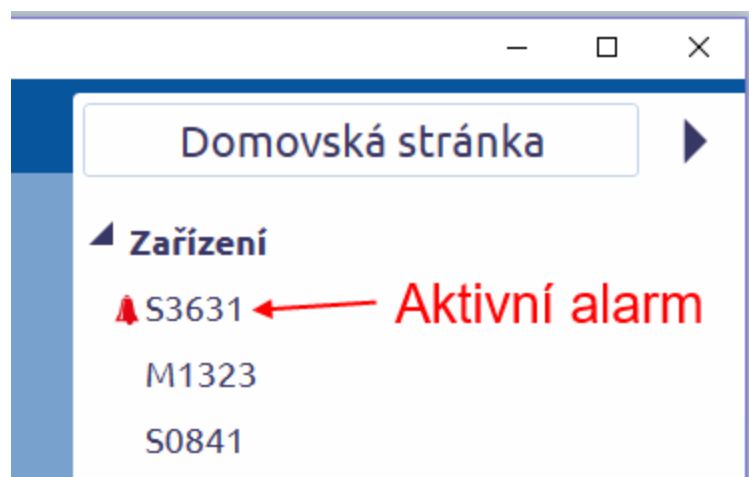 Domovská stránka
Zařízení
S3631 Aktivní alarm
M1323
S0841